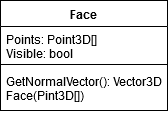 Face
Points: Point3D[]
Visible: bool
GetNormalVector(): Vector3D
Face(Pint3D[])